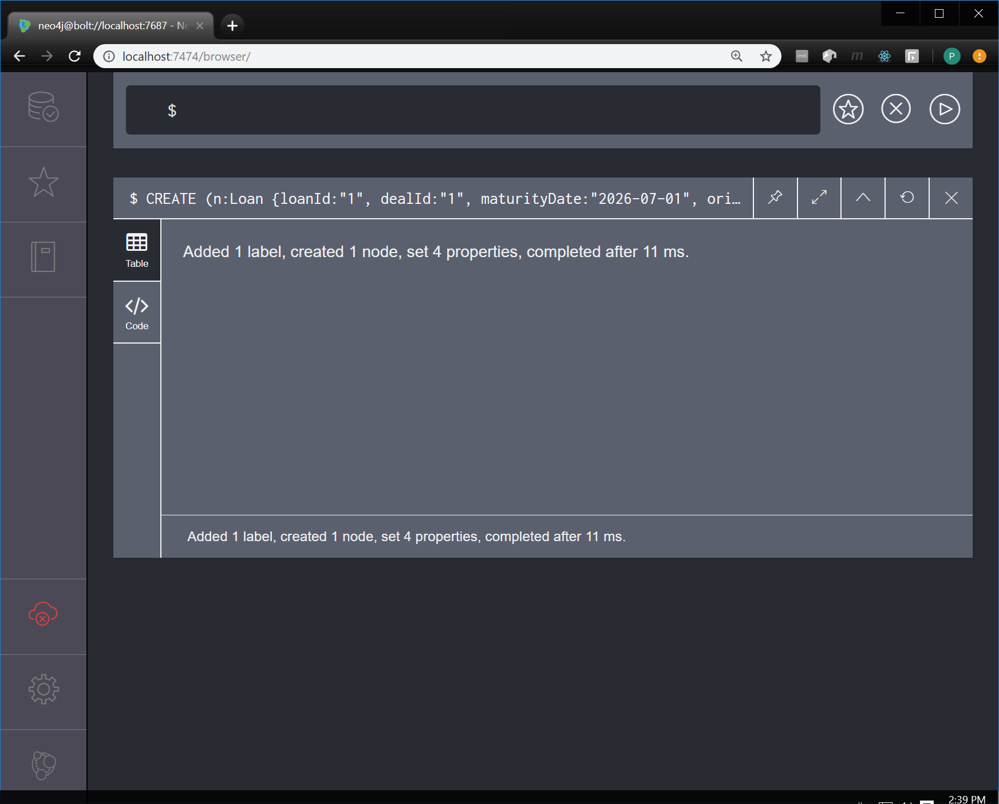 neo4j@bolt://localhost:7687 - Ne
localhost:7474/browser/
(md)
m
P
$
$ CREATE (n:Loan {loanId:"1", dealId:"1", maturityDate:"2026-07-01", ori…
Table
Added 1 label, created 1 node, set 4 properties, completed after 11 ms.
Code
Added 1 label, created 1 node, set 4 properties, completed after 11 ms.
2:39 PM